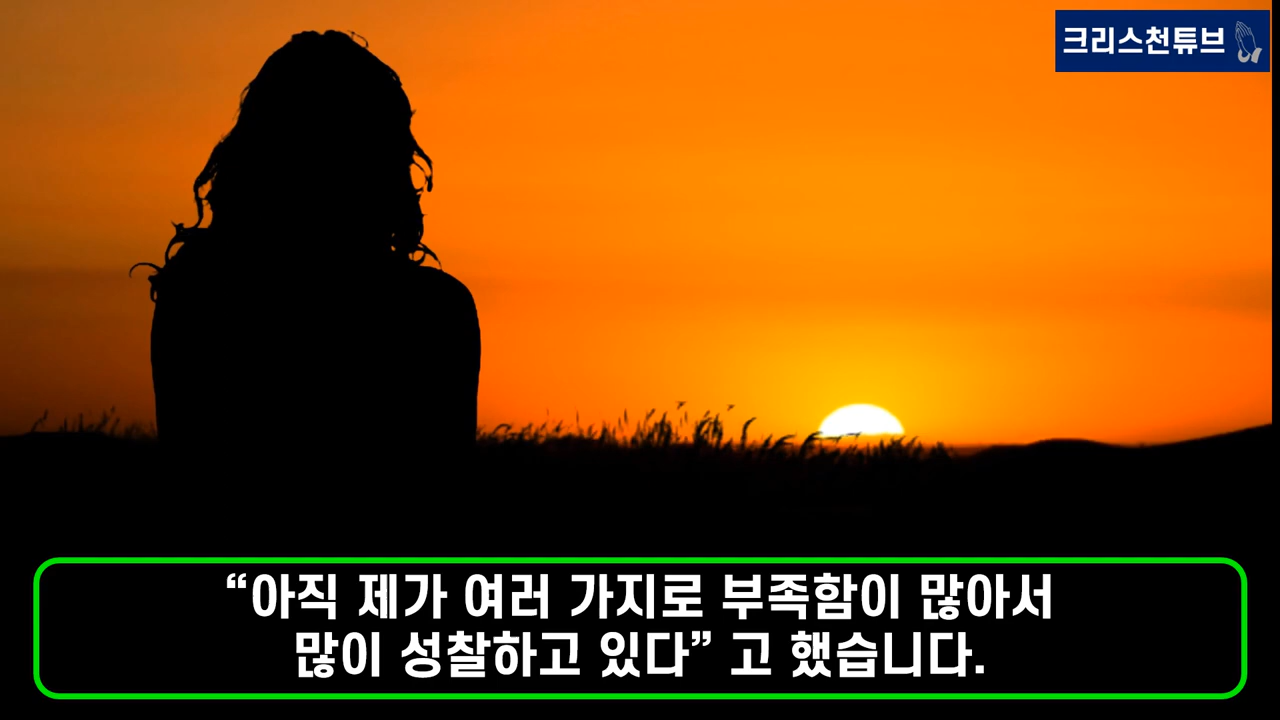 크리스천튜브
“아직 제가 여러 가지로 부족함이 많아서
많이 성찰하고 있다” 고 했습니다.